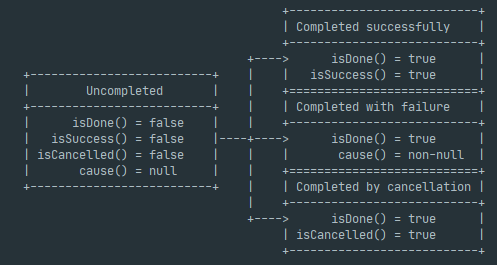 +---------------------------+
| Completed successfully    |
+---------------------------+
+---->      isDone() = true      |
+--------------------------+          |    |   isSuccess() = true      |
|        Uncompleted       |          |    +===========================+
+--------------------------+          |    | Completed with failure    |
|      isDone() = false    |          |    +---------------------------+
|   isSuccess() = false    |----+---->      isDone() = true      |
| isCancelled() = false    |    |    |       cause() = non-null  |
|       cause() = null     |    |    +===========================+
+--------------------------+    |    | Completed by cancellation |
|    +---------------------------+
+---->      isDone() = true      |
| isCancelled() = true      |
+---------------------------+